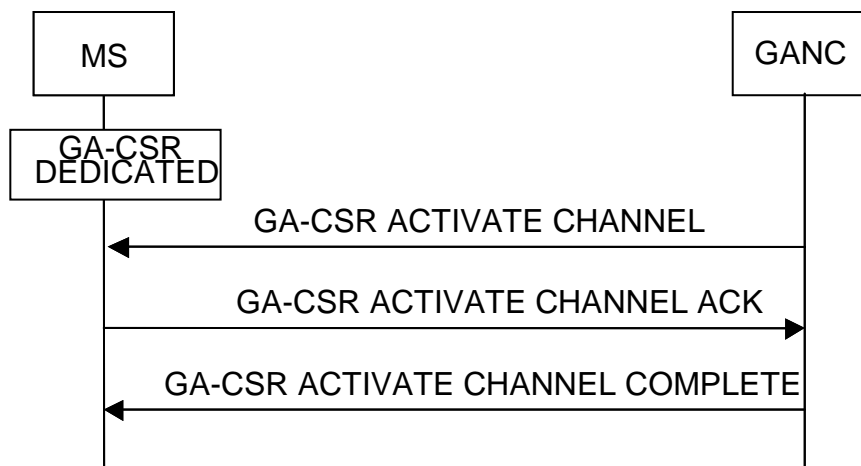 MS
GANC
GA-CSR
DEDICATED
GA-CSR ACTIVATE CHANNEL
GA-CSR ACTIVATE CHANNEL ACK
GA-CSR ACTIVATE CHANNEL COMPLETE